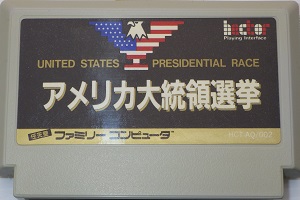 hector
Playing Interface
UNITED STATES PRESIDENTIAL RACE
アメリカ大統領選挙
ファミリーコンピュータ